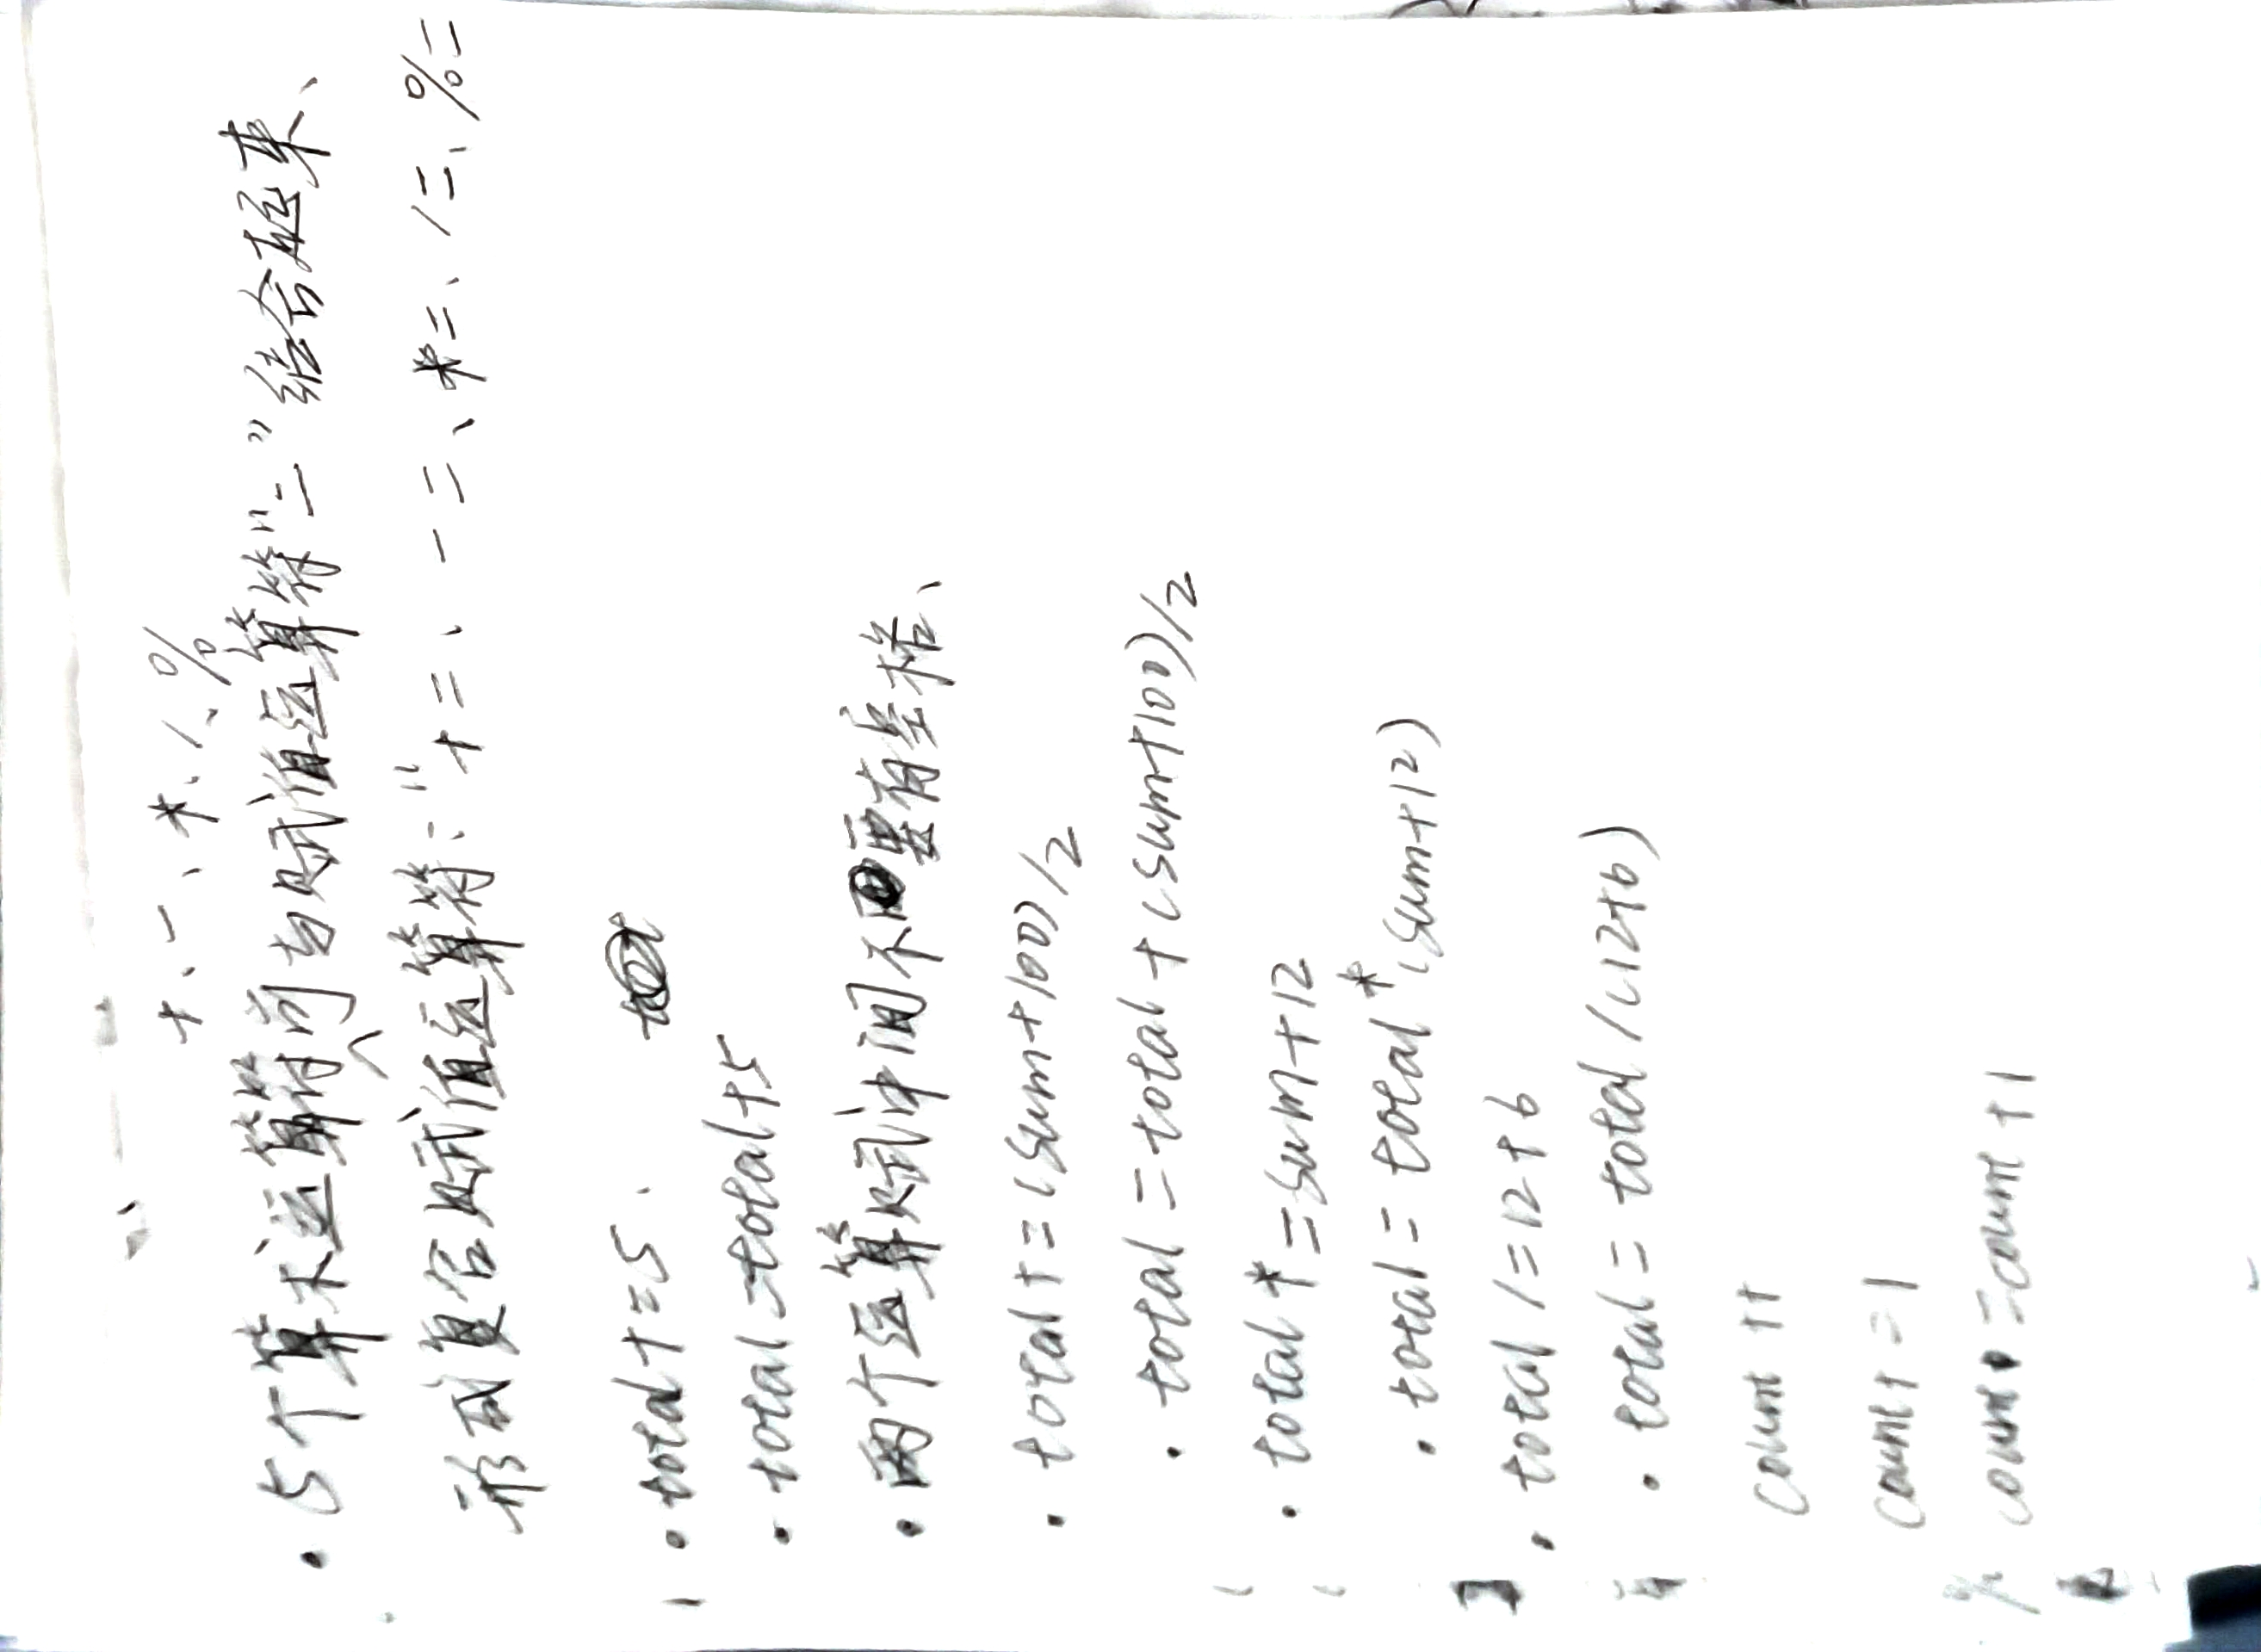 +、-、*、/、%
·5个算术运算符可与赋值运算符"="结合起来、
形式复合赋值运算符:"+=、-=、*=、/=、%=
·total+=5.
·total=total+5
·两个运算赋中间不要有空格、
·total+=(sum+100)/2
·total=total+(sum+100)/2
·total*=sum+12
·total=total*(sum+12)
·total/=12+6
·total=total/(12+6)
count++
count+=1
count=count+1